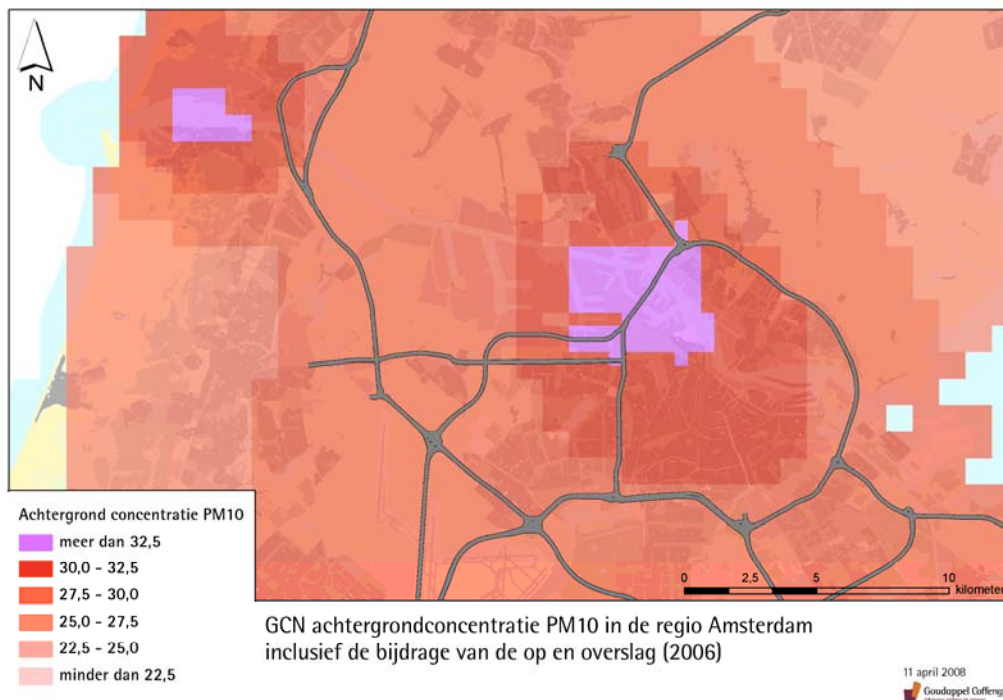 N
Achtergrond concentratie PM10
meer dan 32,5
30,0 - 32,5
27,5 - 30,0
25,0 - 27,5
22,5 - 25,0
minder dan 22,5
0 2,5 5 10
kilometer
GCN achtergrondconcentratie PM10 in de regio Amsterdam
inclusief de bijdrage van de op en overslag (2006)
11 april 2008
Goudappel Coffeng